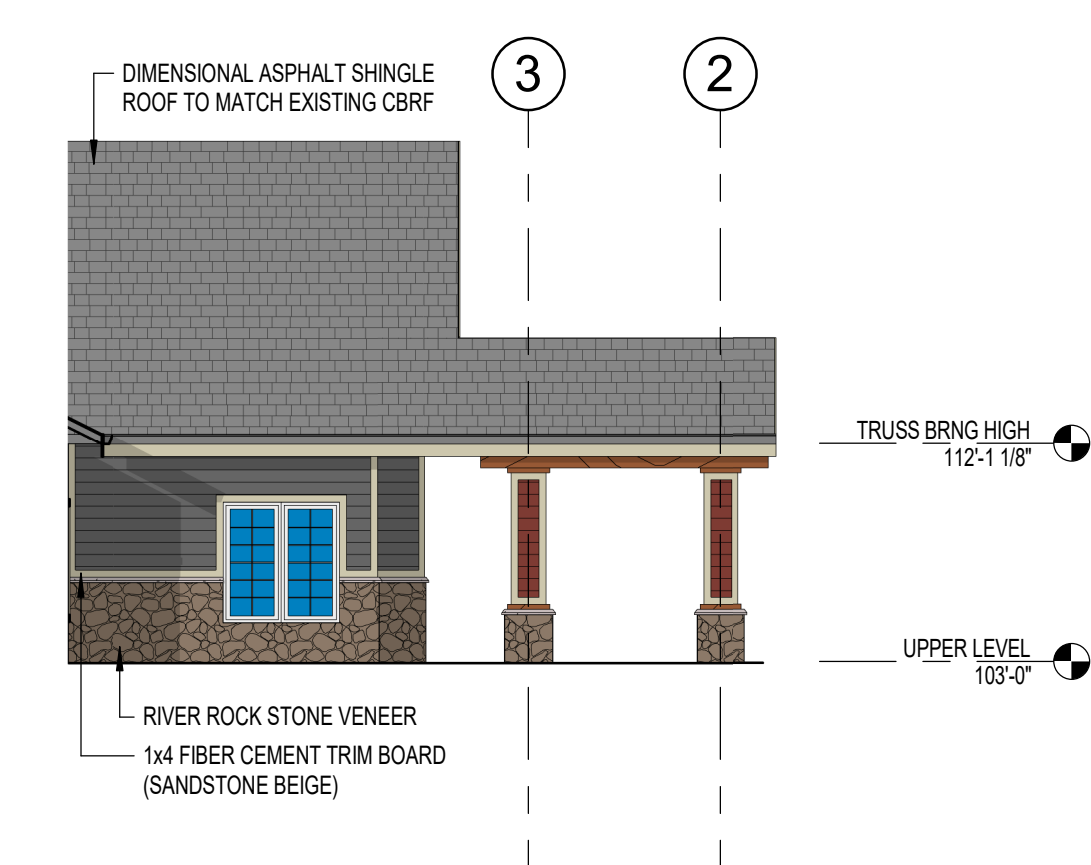 DIMENSIONAL ASPHALT SHINGLE
ROOF TO MATCH EXISTING CBRF
3
2
TRUSS BRNG HIGH
112'-1 1/8"
UPPER LEVEL
103'-0"
RIVER ROCK STONE VENEER
1x4 FIBER CEMENT TRIM BOARD
(SANDSTONE BEIGE)